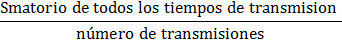 Smatorio de todos los tiempos de transmision
número de transmisiones